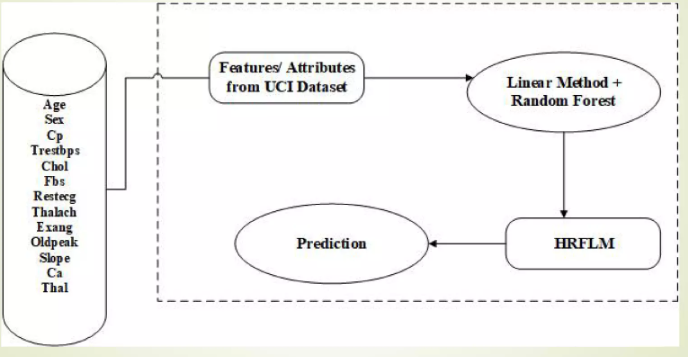 Age
Sex
Cp
Trestbps
Chol
Fbs
Restecg
Thalach
Exang
Oldpeak
Slope
Ca
Thal
Features/ Attributes
from UCI Dataset
Linear Method +
Random Forest
HRFLM
Prediction